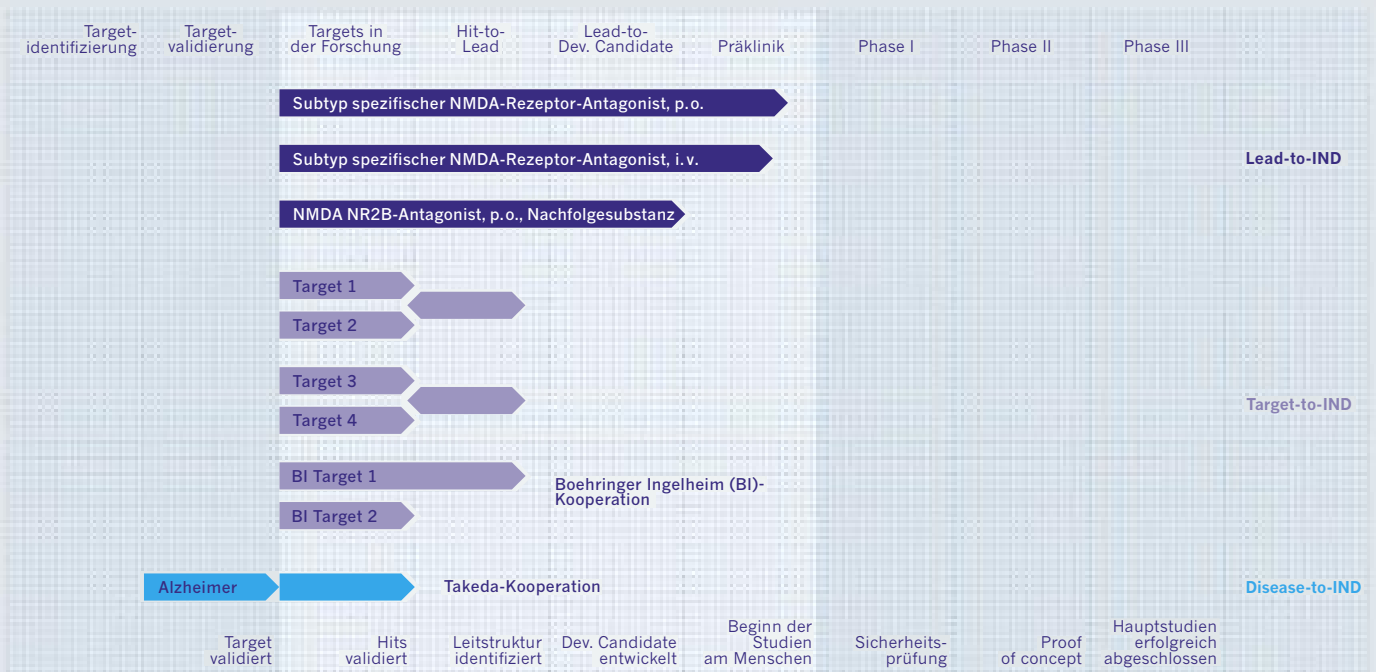 Target-
identifizierung
Target-
validierung
Targets in
der Forschung
Hit-to-
Lead
Lead-to-
Dev. Candidate
Präklinik
Phase I
Phase II
Phase III
Subtyp spezifischer NMDA-Rezeptor-Antagonist, p.o.
Subtyp spezifischer NMDA-Rezeptor-Antagonist, i.v.
Lead-to-IND
NMDA NR2B-Antagonist, p.o., Nachfolgesubstanz
Target 1
Target 2
Target 3
Target 4
Target-to-IND
BI Target 1
BI Target 2
Boehringer Ingelheim (BI)-
Kooperation
Alzheimer
Takeda-Kooperation
Disease-to-IND
Target
validiert
Hits
validiert
Leitstruktur
identifiziert
Dev. Candidate
entwickelt
Beginn der
Studien
am Menschen
Sicherheits-
prüfung
Proof
of concept
Hauptstudien
erfolgreich
abgeschlossen